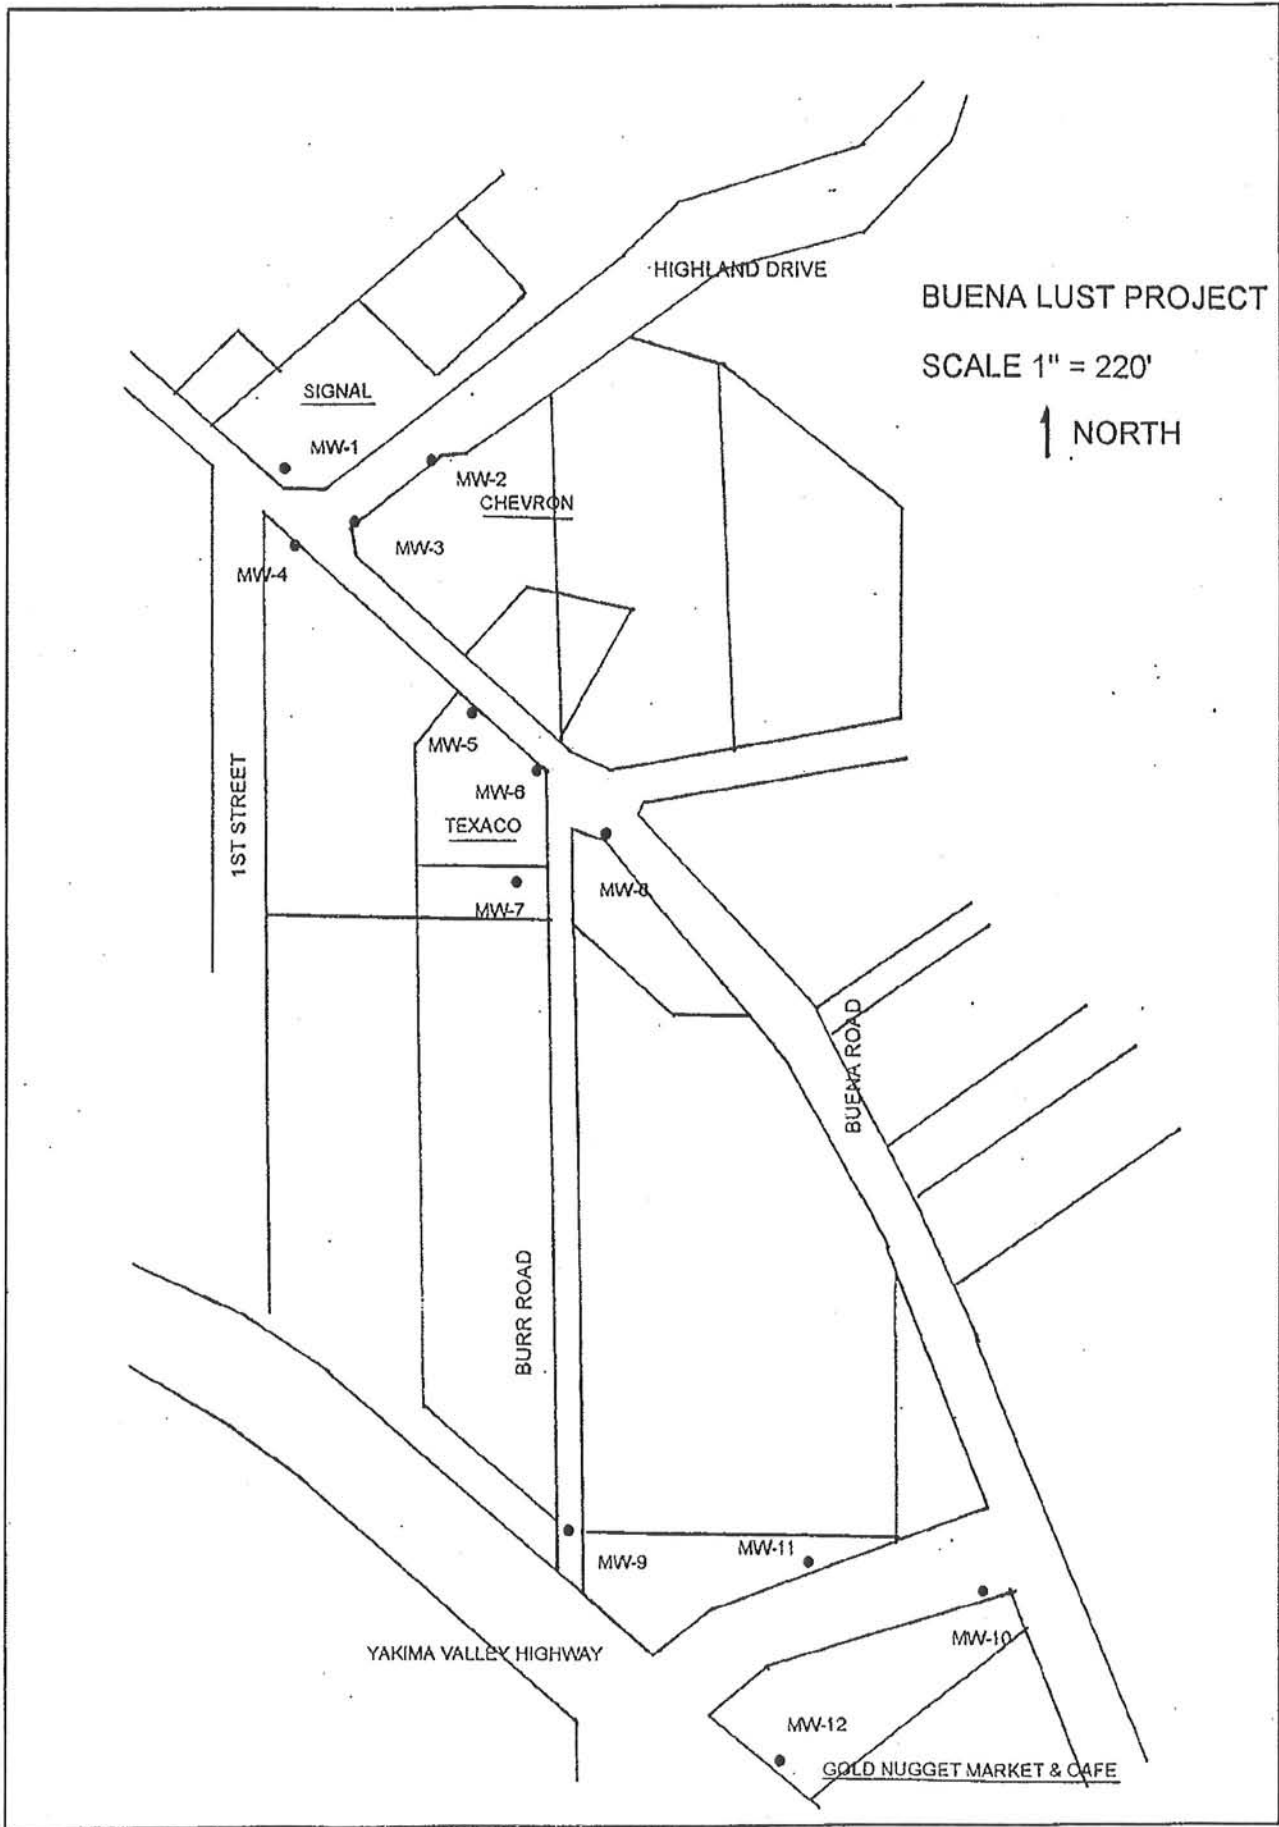 HIGHLAND DRIVE
BUENA LUST PROJECT
SCALE 1" = 220'
NORTH
SIGNAL
MW-1
MW-2
CHEVRON
MW-3
MW-4
MW-5
MW-6
TEXACO
1ST STREET
MW-8
MW-7
BUENA ROAD
BURR ROAD
MW-11
MW-9
MW-10
YAKIMA VALLEY HIGHWAY
MW-12
GOLD NUGGET MARKET & CAFE